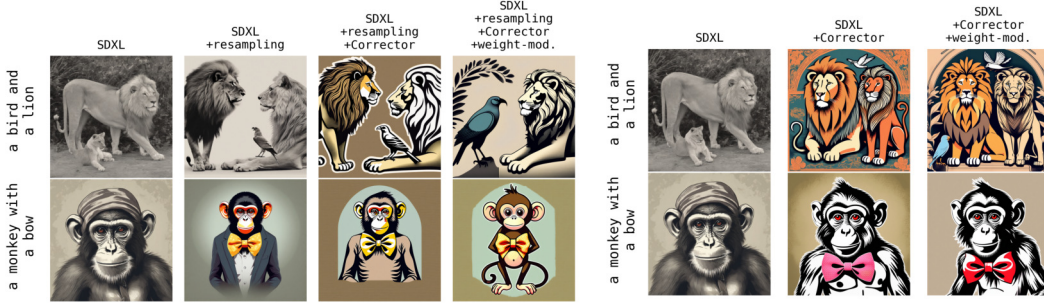 SDXL
SDXL
+resampling
SDXL
+resampling
+Corrector
SDXL
+resampling
+Corrector
+weight-mod.
a bird and
a lion
a monkey with
a bow
SDXL
SDXL
+Corrector
SDXL
+Corrector
+weight-mod.
a bird and
a lion
a monkey with
a bow